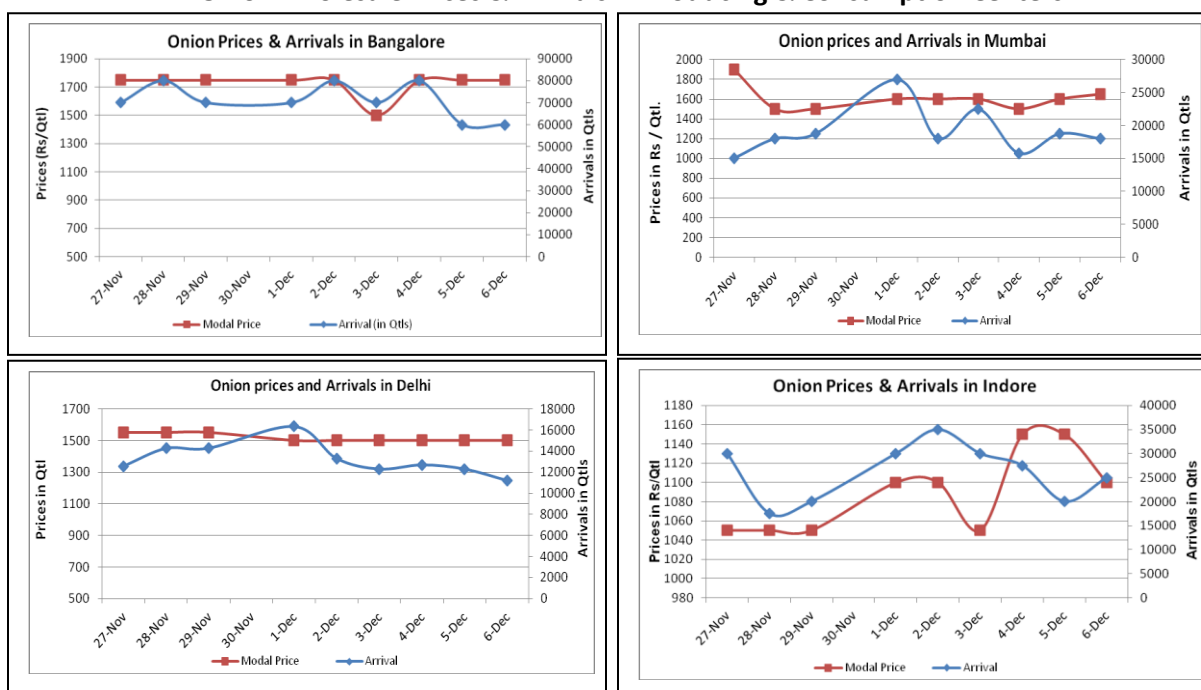 Onion Prices & Arrivals in Bangalore
Prices (Rs/Qtl)
1900
1700
1500
1300
1100
900
700
500
90000
80000
70000
60000
50000
40000
30000
20000
10000
0
Arrivals in Qtls
27-Nov
28-Nov
29-Nov
30-Nov
1-Dec
2-Dec
3-Dec
4-Dec
5-Dec
6-Dec
Modal Price
Arrival (in Qtls)
Onion prices and Arrivals in Mumbai
Prices in Rs / Qtl.
2000
1800
1600
1400
1200
1000
800
600
400
200
0
30000
25000
20000
15000
10000
5000
0
Arrivals in Qtls
27-Nov
28-Nov
29-Nov
30-Nov
1-Dec
2-Dec
3-Dec
4-Dec
5-Dec
6-Dec
Modal Price
Arrival
Onion prices and Arrivals in Delhi
Prices in Qtl
1700
1500
1300
1100
900
700
500
18000
16000
14000
12000
10000
8000
6000
4000
2000
0
Arrivals in Qtls
27-Nov
28-Nov
29-Nov
30-Nov
1-Dec
2-Dec
3-Dec
4-Dec
5-Dec
6-Dec
Modal Price
Arrival
Onion Prices & Arrivals in Indore
Prices in Rs/Qtl
1180
1160
1140
1120
1100
1080
1060
1040
1020
1000
980
40000
35000
30000
25000
20000
15000
10000
5000
0
Arrivals in Qtls
27-Nov
28-Nov
29-Nov
30-Nov
1-Dec
2-Dec
3-Dec
4-Dec
5-Dec
6-Dec
Modal Price
Arrival